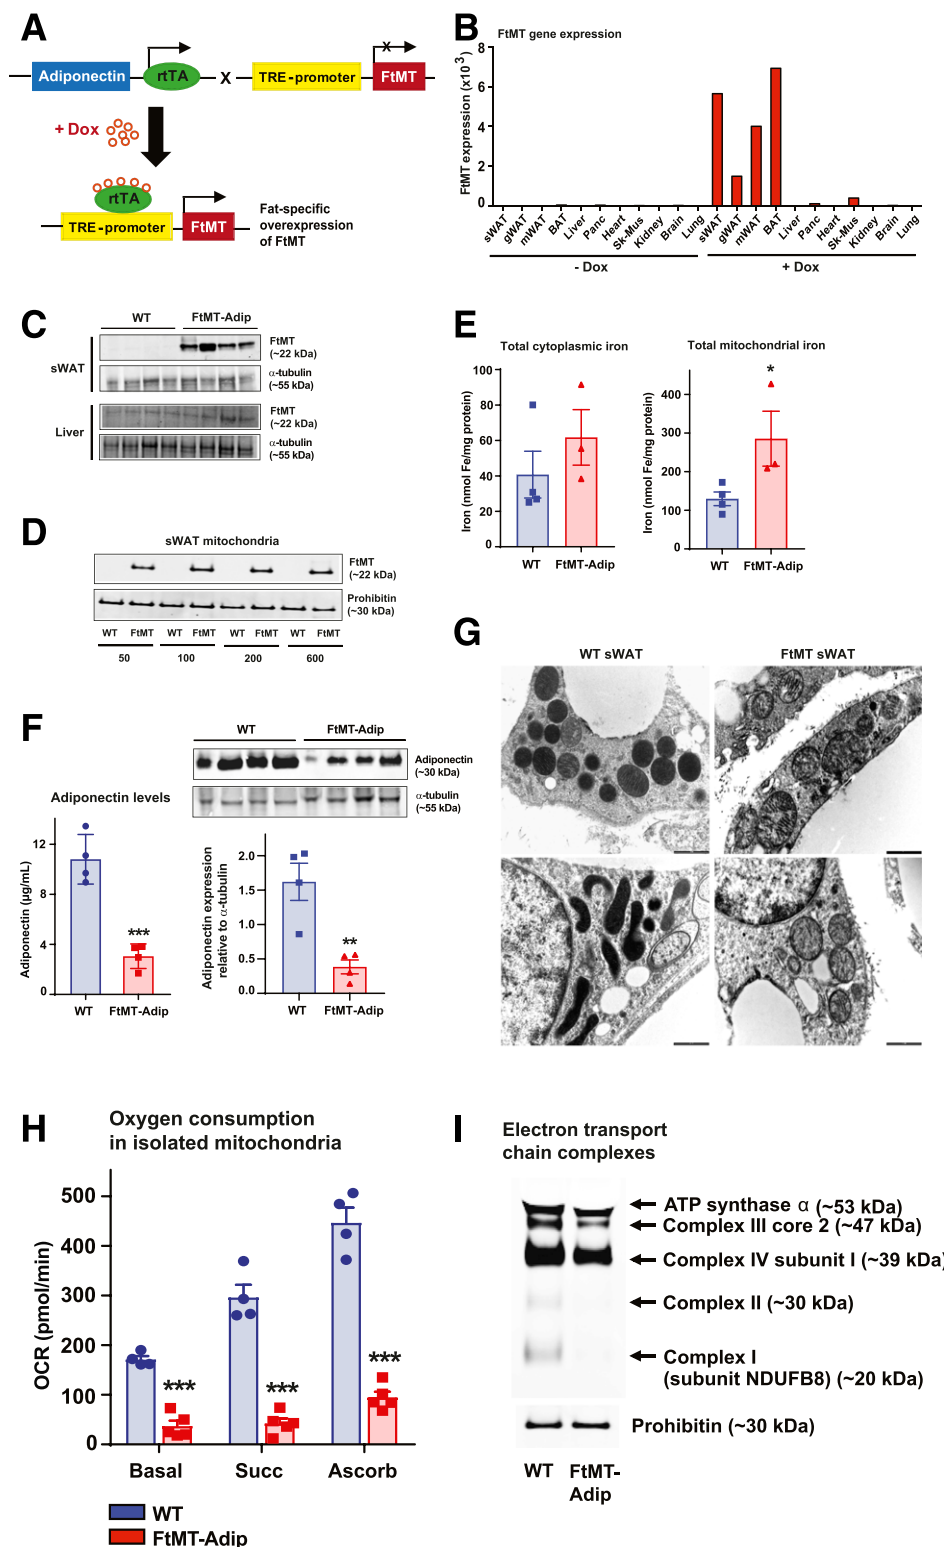 A
Adiponectin
rtTA
X
TRE-promoter
x
FtMT
+ Dox
rtTA
TRE-promoter
FtMT
Fat-specific
overexpression
of FtMT
B
FtMT gene expression
FtMT expression (x10³)
8
6
4
2
0
sWAT
gWAT
mWAT
BAT
Liver
Panc
Heart
Sk-Mus
Kidney
Brain
Lung
sWAT
gWAT
mWAT
BAT
Liver
Panc
Heart
Sk-Mus
Kidney
Brain
Lung
- Dox
+ Dox
C
WT
FtMT-Adip
sWAT
FtMT
(~22 kDa)
α-tubulin
(~55 kDa)
Liver
FtMT
(~22 kDa)
α-tubulin
(~55 kDa)
D
sWAT mitochondria
FtMT
(~22 kDa)
Prohibitin
(~30 kDa)
WT FtMT WT FtMT WT FtMT WT FtMT
50 100 200 600
E
Total cytoplasmic iron
Iron (nmol Fe/mg protein)
100
80
60
40
20
0
WT FtMT-Adip
Total mitochondrial iron
Iron (nmol Fe/mg protein)
*
400
300
200
100
0
WT FtMT-Adip
F
WT
FtMT-Adip
Adiponectin
(~30 kDa)
α-tubulin
(~55 kDa)
Adiponectin levels
Adiponectin (µg/mL)
12
8
4
0
***
WT FtMT-Adip
Adiponectin expression
relative to α-tubulin
2.0
1.5
1.0
0.5
0.0
**
WT FtMT-Adip
G
WT sWAT
FtMT sWAT
H
Oxygen consumption
in isolated mitochondria
OCR (pmol/min)
500
400
300
200
100
0
***
***
***
Basal Succ Ascorb
WT
FtMT-Adip
I
Electron transport
chain complexes
ATP synthase α (~53 kDa)
Complex III core 2 (~47 kDa)
Complex IV subunit I (~39 kDa)
Complex II (~30 kDa)
Complex I
(subunit NDUFB8) (~20 kDa)
Prohibitin (~30 kDa)
WT
FtMT-
Adip